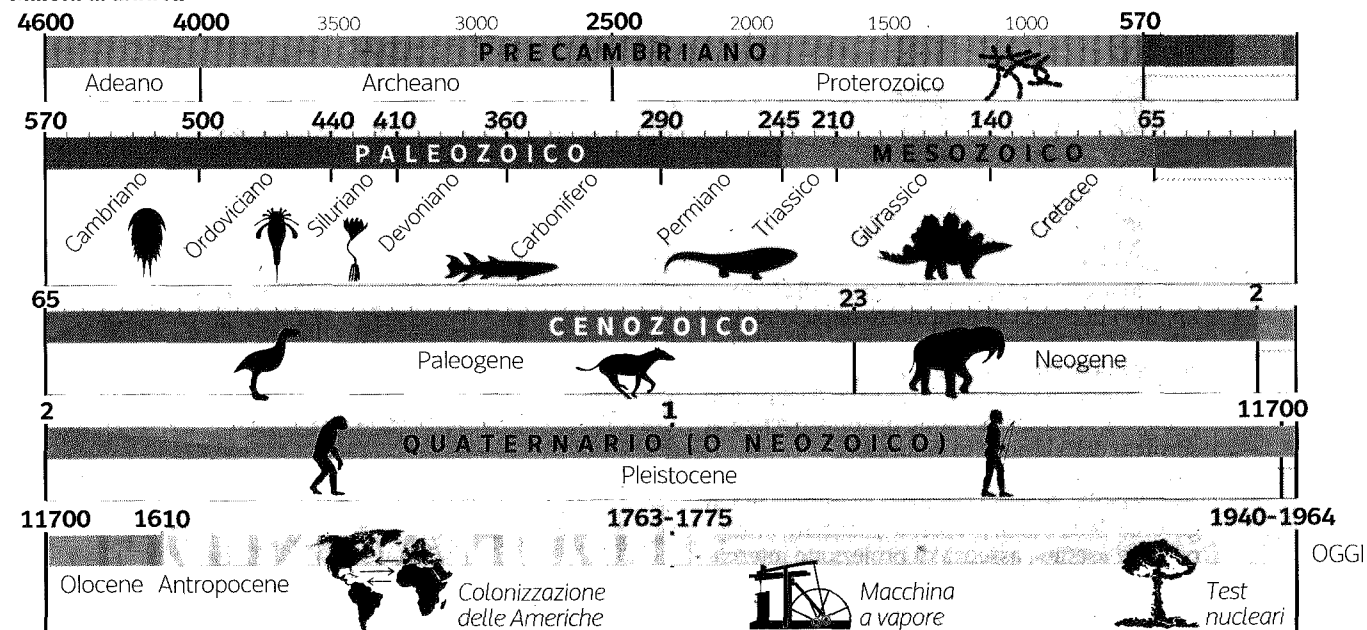 4600 4000 3500 3000 2500 2000 1500 1000 570
PRECAMBRIANO
Adeano Archeano Proterozoico
570 500 440 410 360 290 245 210 140 65
PALEOZOICO MESOZOICO
Cambriano Ordoviciano Siluriano Devoniano Carbonifero Permiano Triassico Giurassico Cretaceo
65 23 2
CENOZOICO
Paleogene Neogene
2 1 11700
QUATERNARIO (O NEOZOICO)
Pleistocene
11700 1610 1763-1775 1940-1964
OGGI
Olocene Antropocene Colonizzazione Macchina Test
delle Americhe a vapore nucleari